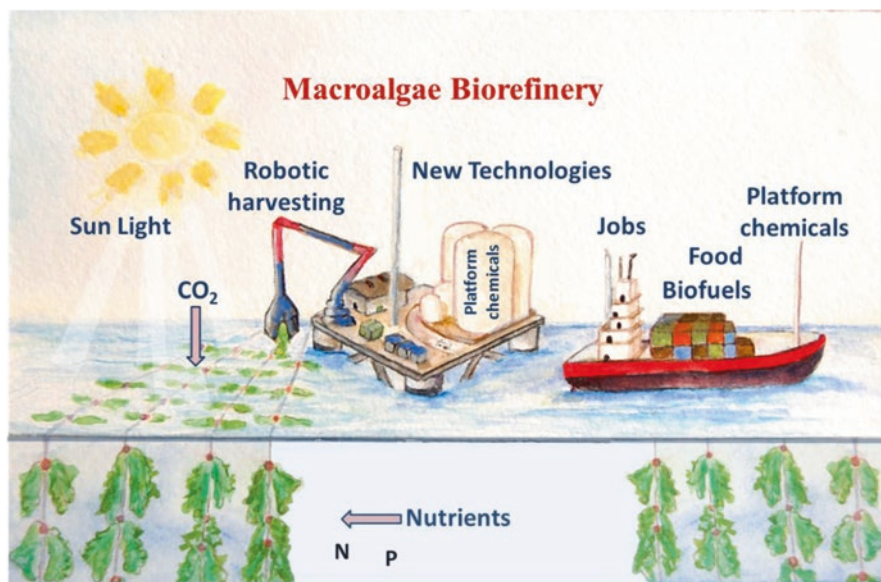 Macroalgae Biorefinery
Robotic
harvesting
New Technologies
Sun Light
CO₂
Platform
chemicals
Jobs
Food
Biofuels
Platform
chemicals
Nutrients
N P